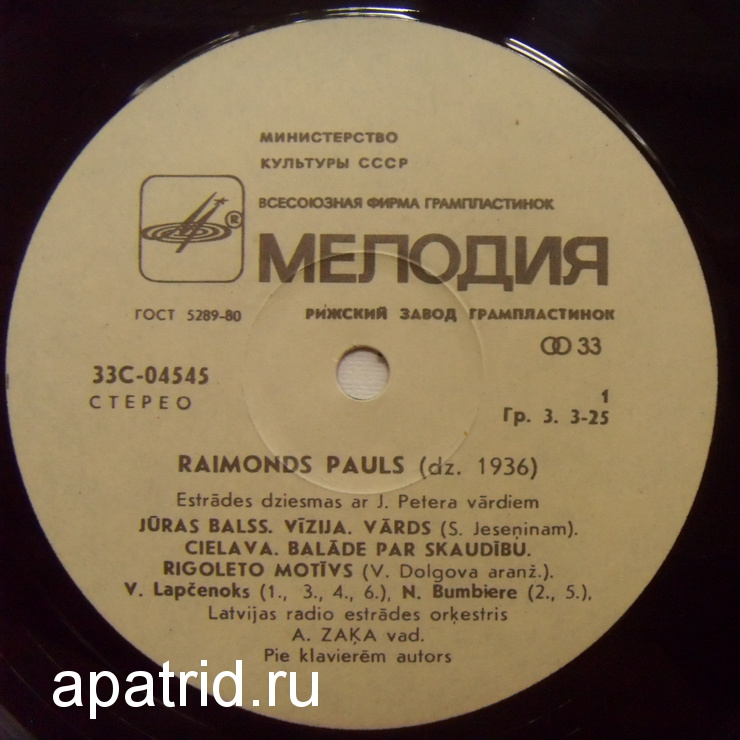 МИНИСТЕРСТВО
КУЛЬТУРЫ СССР
ВСЕСОЮЗНАЯ ФИРМА ГРАМПЛАСТИНОК
®
МЕЛОДИЯ
ГОСТ 5289-80 РИЖСКИЙ ЗАВОД ГРАМПЛАСТИНОК
33
33С-04545
СТЕРЕО
1
Гр. 3. 3-25
RAIMONDS PAULS (dz. 1936)
Estrādes dziesmas ar J. Petera vārdiem
JŪRAS BALSS. VĪZIJA. VĀRDS (S. Jeseņinam).
CIELAVA. BALĀDE PAR SKAUDĪBU.
RIGOLETO MOTĪVS (V. Dolgova aranž.).
V. Lapčenoks (1., 3., 4., 6.), N. Bumbiere (2., 5.),
Latvijas radio estrādes orķestris
A. ZAĶA vad.
Pie klavierēm autors
apatrid.ru